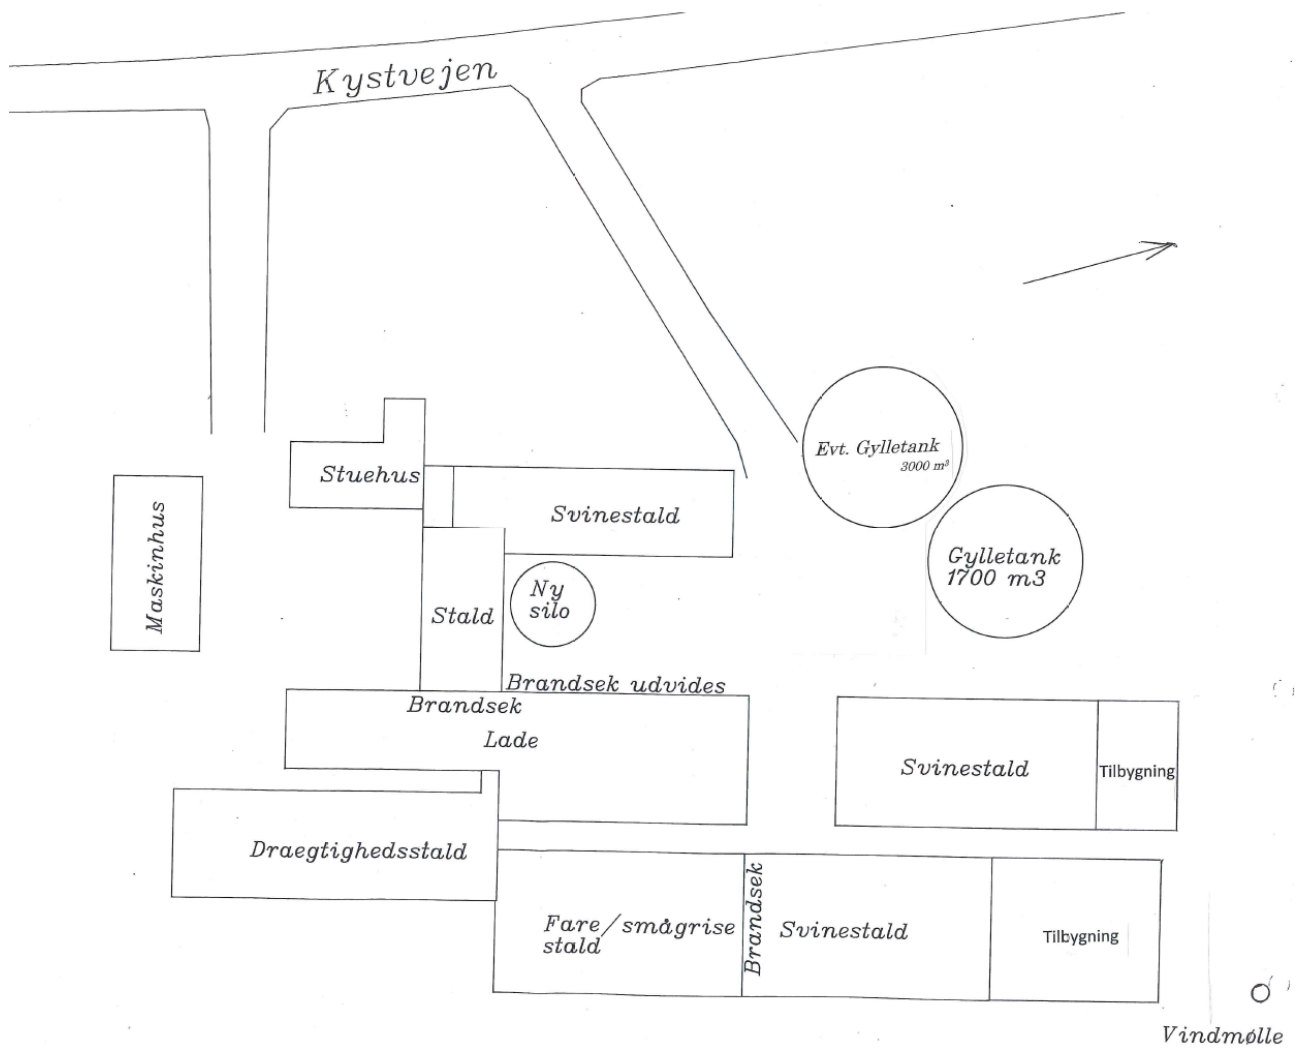 Kystvejen
Evt. Gylletank
3000 m³
Stuehus
Svinestald
Maskinhus
Gylletank
1700 m3
Ny
silo
Stald
Brandsek udvides
Brandsek
Lade
Svinestald
Tilbygning
Draegtighedsstald
Fare/smågrise
stald
Brandsek
Svinestald
Tilbygning
Vindmølle